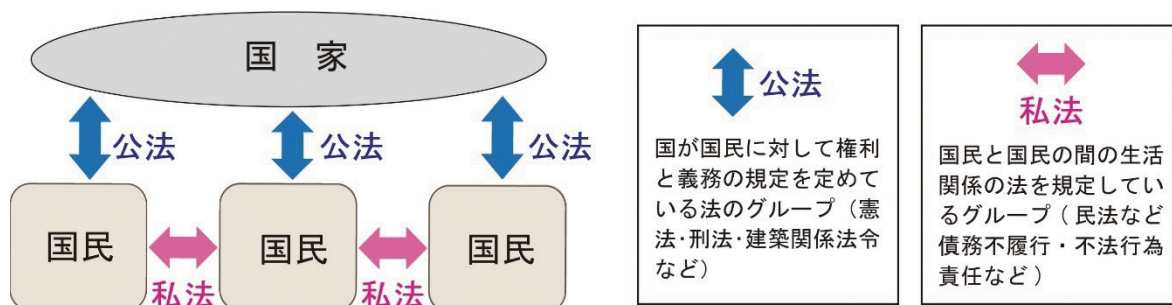 国　家
公法
公法
公法
国民
国民
国民
私法
私法
公法
国が国民に対して権利
と義務の規定を定めて
いる法のグループ（憲
法・刑法・建築関係法令
など）
私法
国民と国民の間の生活
関係の法を規定してい
るグループ（ 民法など
債務不履行・不法行為
責任など ）